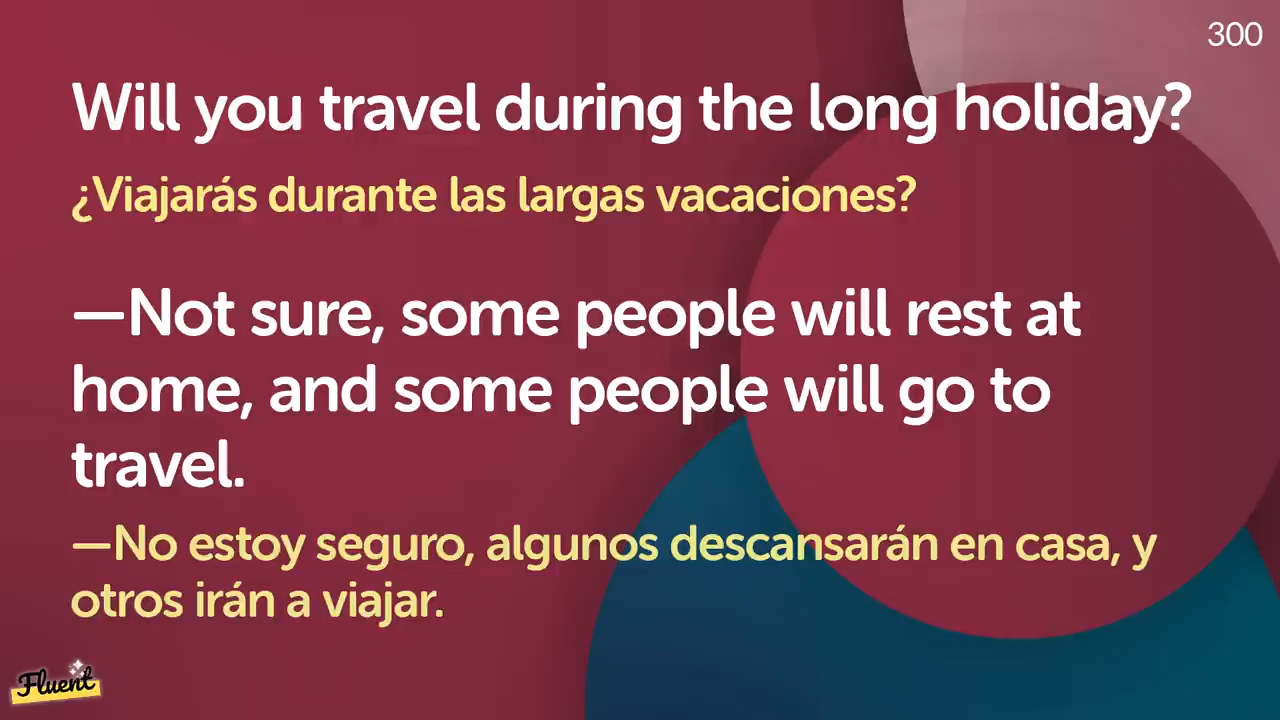 300
Will you travel during the long holiday?
¿Viajarás durante las largas vacaciones?
—Not sure, some people will rest at
home, and some people will go to
travel.
—No estoy seguro, algunos descansarán en casa, y
otros irán a viajar.
Fluent